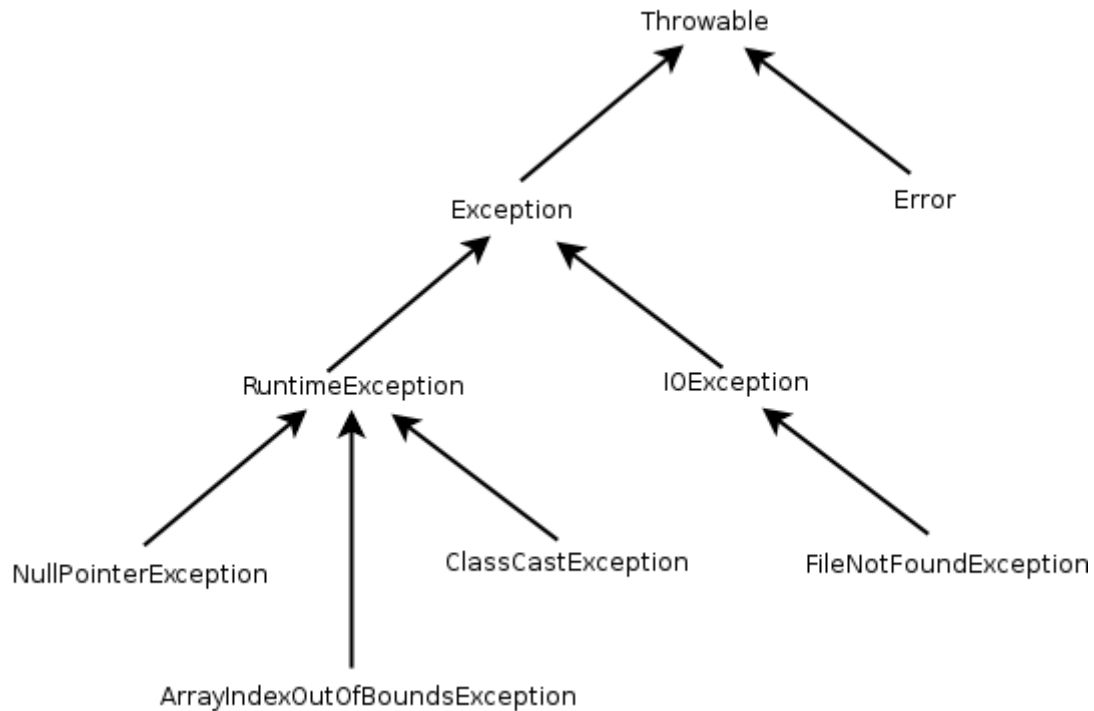 Throwable
Exception
Error
RuntimeException
IOException
NullPointerException
ClassCastException
FileNotFoundException
ArrayIndexOutOfBoundsException